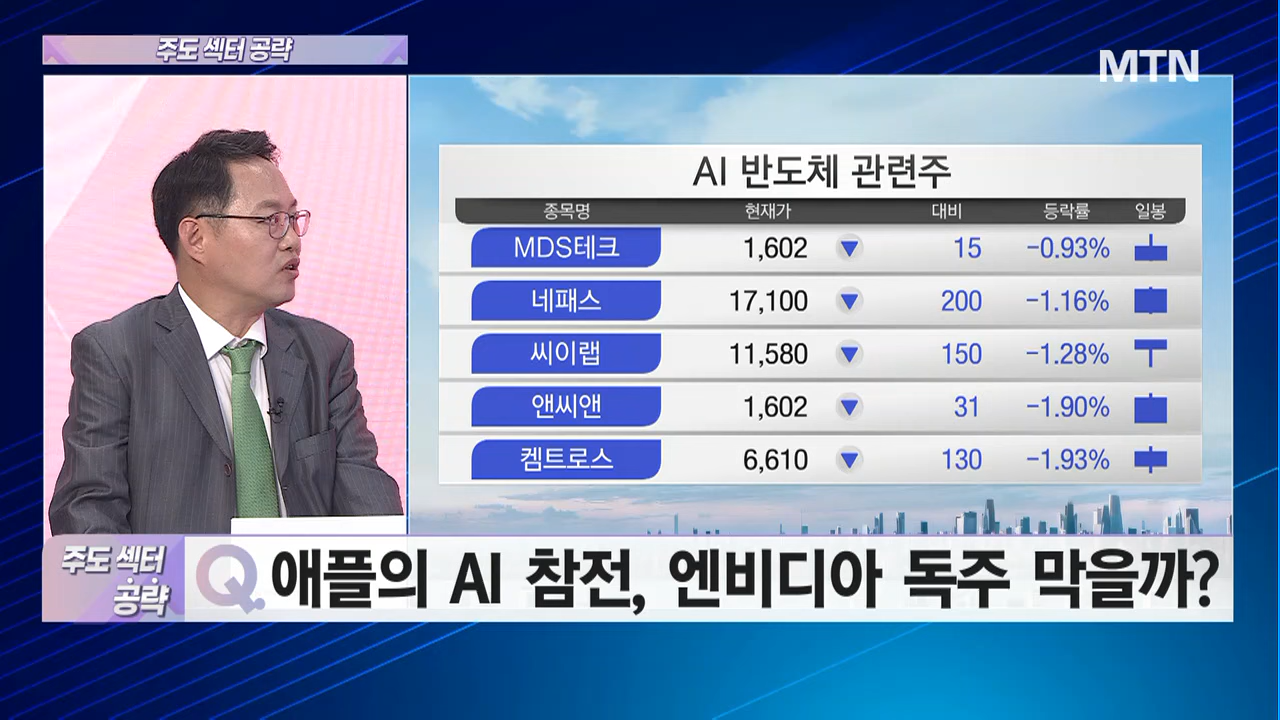 주도 섹터 공략
MTN
AI 반도체 관련주
종목명 현재가 대비 등락률 일봉
MDS테크 1,602 ▼ 15 -0.93%
네패스 17,100 ▼ 200 -1.16%
씨이랩 11,580 ▼ 150 -1.28%
앤씨앤 1,602 ▼ 31 -1.90%
켐트로스 6,610 ▼ 130 -1.93%
주도 섹터
공략
Q. 애플의 AI 참전, 엔비디아 독주 막을까?